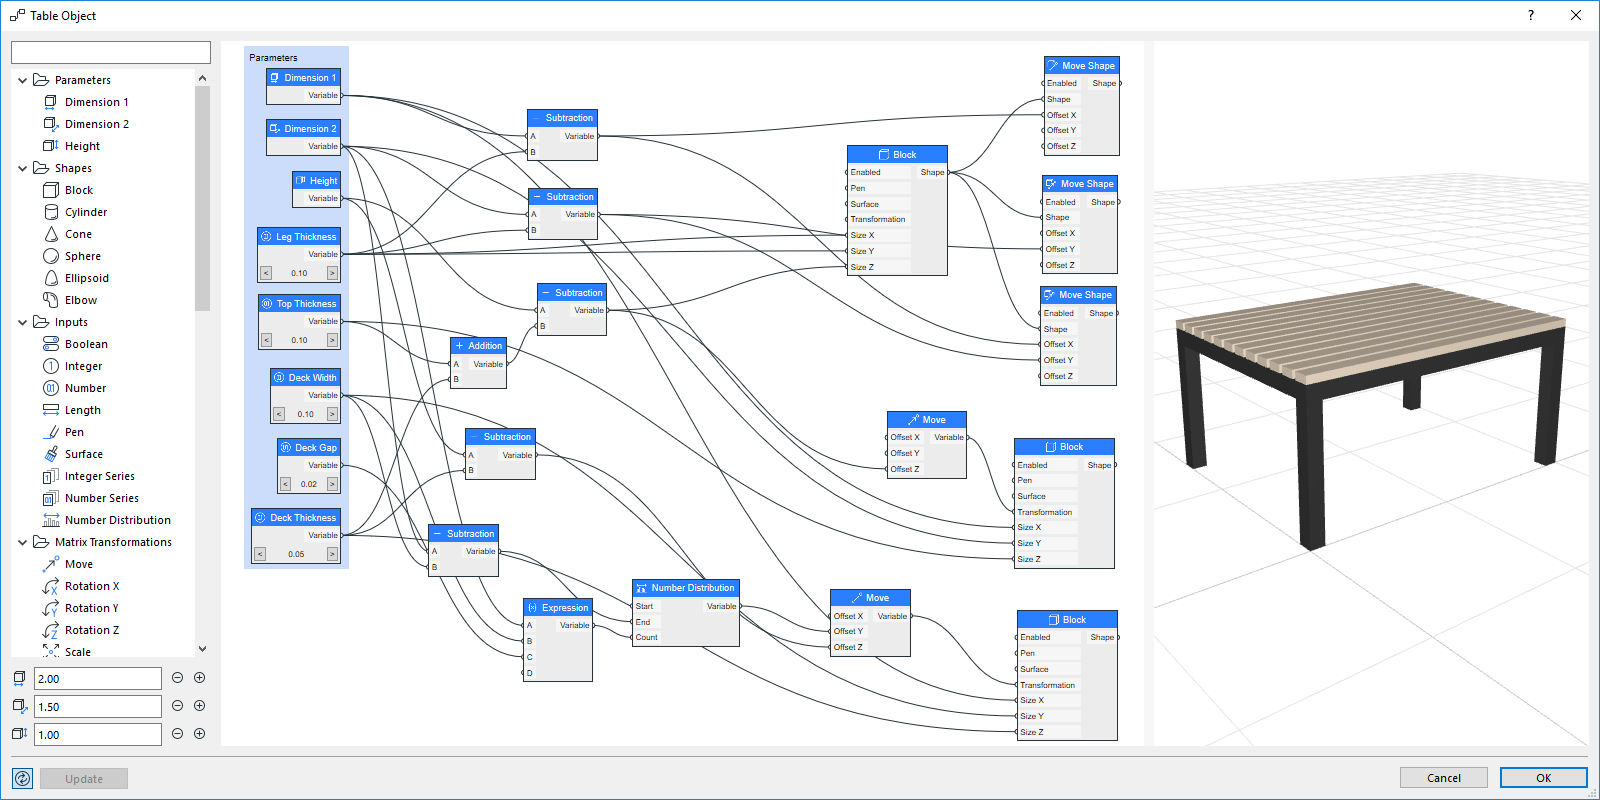 Table Object
?
Parameters
Dimension 1
Dimension 2
Height
Shapes
Block
Cylinder
Cone
Sphere
Ellipsoid
Elbow
Inputs
Boolean
Integer
Number
Length
Pen
Surface
Integer Series
Number Series
Number Distribution
Matrix Transformations
Move
Rotation X
Rotation Y
Rotation Z
Scale
2.00
1.50
1.00
Update
Parameters
Dimension 1
Variable
Dimension 2
Variable
Height
Variable
Leg Thickness
Variable
< 0.10 >
Top Thickness
Variable
< 0.10 >
Deck Width
Variable
< 0.10 >
Deck Gap
Variable
< 0.02 >
Deck Thickness
Variable
< 0.05 >
Subtraction
A Variable
B
Subtraction
A Variable
B
Subtraction
A Variable
B
Addition
A Variable
B
Subtraction
A Variable
B
Subtraction
A Variable
B
Expression
A Variable
B
C
D
Number Distribution
Start Variable
End
Count
Block
Enabled Shape
Pen
Surface
Transformation
Size X
Size Y
Size Z
Move
Offset X Variable
Offset Y
Offset Z
Move
Offset X Variable
Offset Y
Offset Z
Move Shape
Enabled Shape
Shape
Offset X
Offset Y
Offset Z
Move Shape
Enabled Shape
Shape
Offset X
Offset Y
Offset Z
Move Shape
Enabled Shape
Shape
Offset X
Offset Y
Offset Z
Block
Enabled Shape
Pen
Surface
Transformation
Size X
Size Y
Size Z
Block
Enabled Shape
Pen
Surface
Transformation
Size X
Size Y
Size Z
Cancel
OK